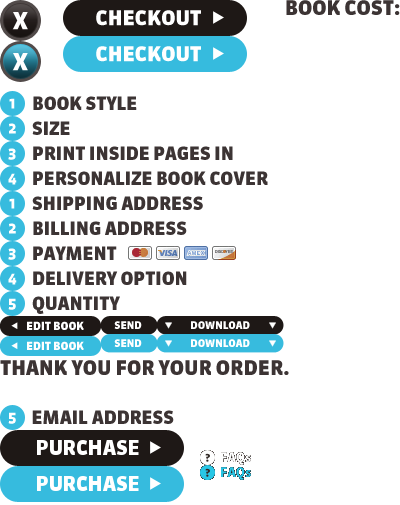 X CHECKOUT BOOK COST:
X CHECKOUT
1 BOOK STYLE
2 SIZE
3 PRINT INSIDE PAGES IN
4 PERSONALIZE BOOK COVER
1 SHIPPING ADDRESS
2 BILLING ADDRESS
3 PAYMENT VISA AMEX DISCOVER
4 DELIVERY OPTION
5 QUANTITY
EDIT BOOK SEND DOWNLOAD
EDIT BOOK SEND DOWNLOAD
THANK YOU FOR YOUR ORDER.
5 EMAIL ADDRESS
PURCHASE
? FAQs
? FAQs
PURCHASE